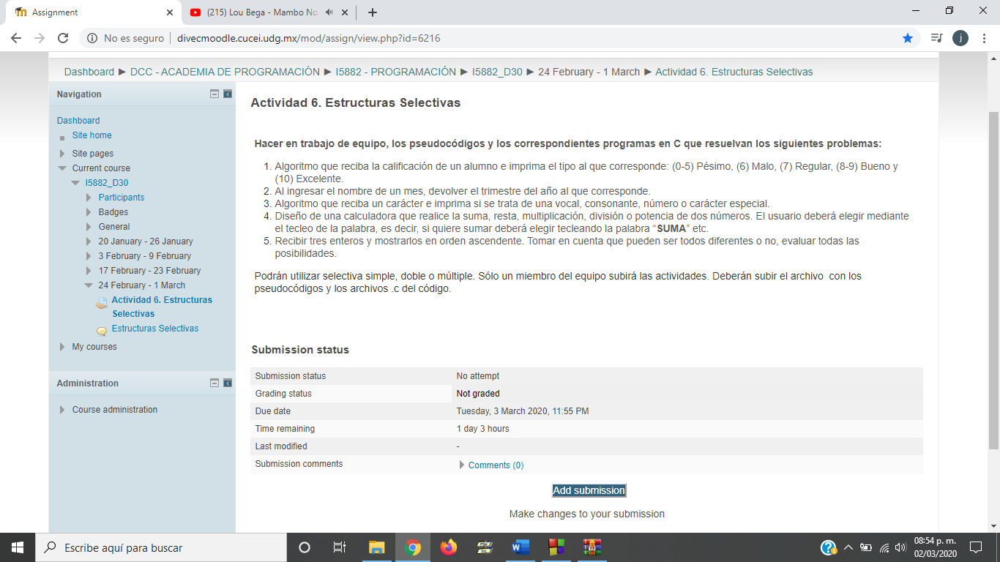 Assignment
(215) Lou Bega - Mambo No
No es seguro
divecmoodle.cucei.udg.mx/mod/assign/view.php?id=6216
j
Dashboard ► DCC - ACADEMIA DE PROGRAMACIÓN ► I5882 - PROGRAMACIÓN ► I5882_D30 ► 24 February - 1 March ► Actividad 6. Estructuras Selectivas
Navigation
Dashboard
Site home
Site pages
Current course
I5882_D30
Participants
Badges
General
20 January - 26 January
3 February - 9 February
17 February - 23 February
24 February - 1 March
Actividad 6. Estructuras
Selectivas
Estructuras Selectivas
My courses
Administration
Course administration
Actividad 6. Estructuras Selectivas
Hacer en trabajo de equipo, los pseudocódigos y los correspondientes programas en C que resuelvan los siguientes problemas:
1. Algoritmo que reciba la calificación de un alumno e imprima el tipo al que corresponde: (0-5) Pésimo, (6) Malo, (7) Regular, (8-9) Bueno y
(10) Excelente.
2. Al ingresar el nombre de un mes, devolver el trimestre del año al que corresponde.
3. Algoritmo que reciba un carácter e imprima si se trata de una vocal, consonante, número o carácter especial.
4. Diseño de una calculadora que realice la suma, resta, multiplicación, división o potencia de dos números. El usuario deberá elegir mediante
el tecleo de la palabra, es decir, si quiere sumar deberá elegir tecleando la palabra “SUMA” etc.
5. Recibir tres enteros y mostrarlos en orden ascendente. Tomar en cuenta que pueden ser todos diferentes o no, evaluar todas las
posibilidades.
Podrán utilizar selectiva simple, doble o múltiple. Sólo un miembro del equipo subirá las actividades. Deberán subir el archivo con los
pseudocódigos y los archivos .c del código.
Submission status
Submission status No attempt
Grading status Not graded
Due date Tuesday, 3 March 2020, 11:55 PM
Time remaining 1 day 3 hours
Last modified -
Submission comments Comments (0)
Add submission
Make changes to your submission
Escribe aquí para buscar
08:54 p. m.
02/03/2020